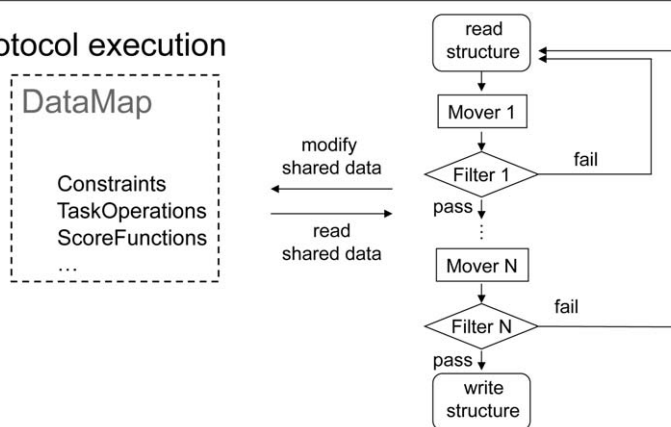 otocol execution
DataMap
Constraints
TaskOperations
ScoreFunctions
...
modify
shared data
read
shared data
read
structure
Mover 1
Filter 1
fail
pass
⋮
Mover N
Filter N
fail
pass
write
structure